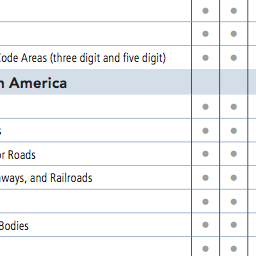 Code Areas (three digit and five digit)
America
or Roads
ways, and Railroads
Bodies